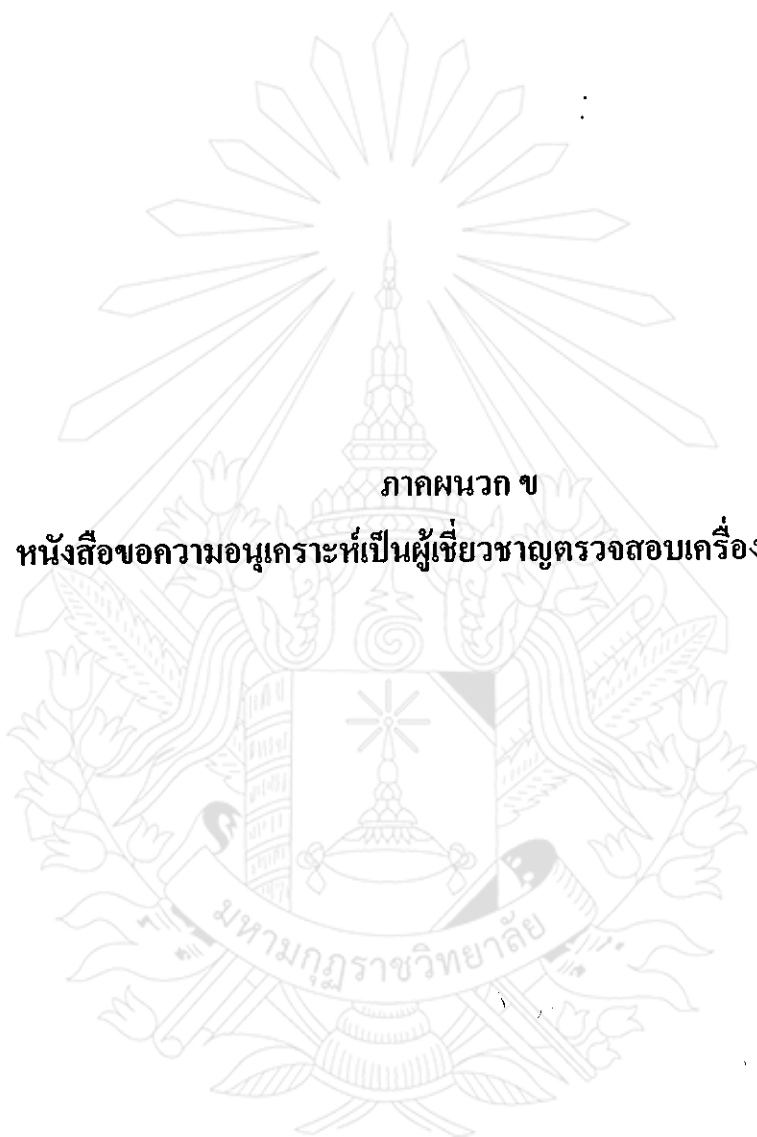 ภาคผนวก ข
หนังสือขอความอนุเคราะห์เป็นผู้เชี่ยวชาญตรวจสอบเครื่อง
มหามกุฏราชวิทยาลัย